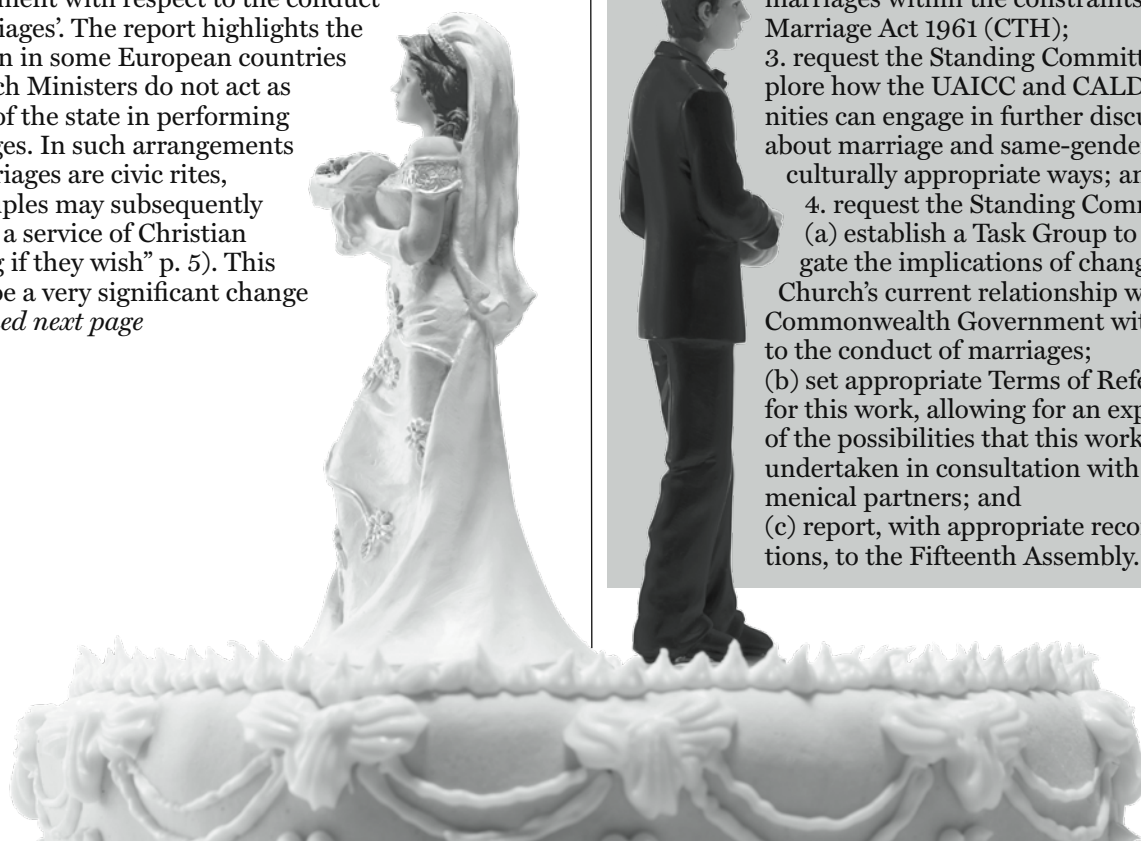 ment with respect to the conduct
iages’. The report highlights the
n in some European countries
ch Ministers do not act as
of the state in performing
ges. In such arrangements
riages are civic rites,
ples may subsequently
a service of Christian
g if they wish” p. 5). This
be a very significant change
ed next page
marriages within the constraints
Marriage Act 1961 (CTH);
3. request the Standing Committ
plore how the UAICC and CALD
nities can engage in further discu
about marriage and same-gende
culturally appropriate ways; an
4. request the Standing Comm
(a) establish a Task Group to
gate the implications of chang
Church’s current relationship w
Commonwealth Government wit
to the conduct of marriages;
(b) set appropriate Terms of Refe
for this work, allowing for an exp
of the possibilities that this work
undertaken in consultation with
menical partners; and
(c) report, with appropriate reco
tions, to the Fifteenth Assembly.